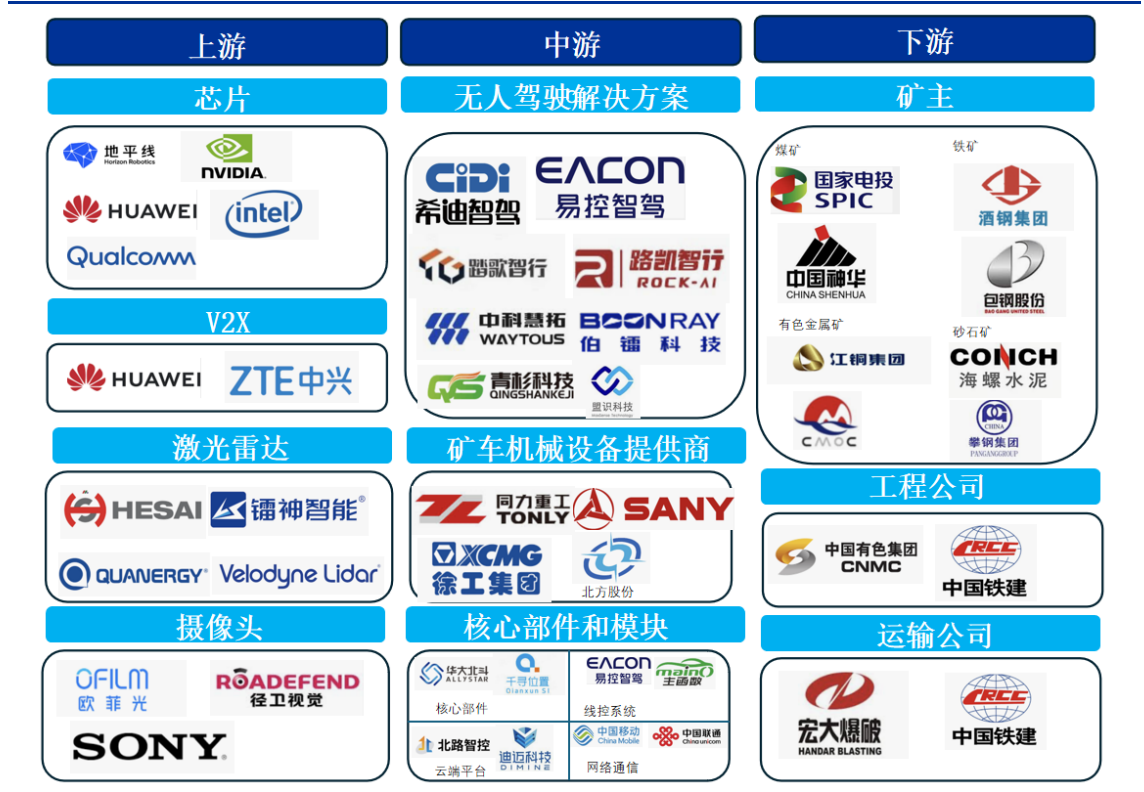 上游
芯片
地平线
Horizon Robotics
NVIDIA.
HUAWEI
intel
Qualcomm
V2X
HUAWEI
ZTE中兴
激光雷达
HESAI
镭神智能®
QUANERGY®
Velodyne Lidar
摄像头
OFILM
欧菲光
ROADEFEND
径卫视觉
SONY
中游
无人驾驶解决方案
CiDi
希迪智驾
EACON
易控智驾
踏歌智行
路凯智行
ROCK-AI
中科慧拓
WAYTOUS
BOONRAY
伯镭科技
QS
青杉科技
QINGSHANKEJI
盟识科技
矿车机械设备提供商
同力重工
TONLY
SANY
XCMG
徐工集团
北方股份
核心部件和模块
华大北斗
ALLYSTAR
千寻位置
Qianxun SI
核心部件
EACON
易控智驾
mainO
主函数
线控系统
北路智控
迪迈科技
DIMINE
云端平台
中国移动
China Mobile
中国联通
China unicom
网络通信
下游
矿主
煤矿
国家电投
SPIC
中国神华
CHINA SHENHUA
铁矿
酒钢集团
包钢股份
BAO GANG UNITED STEEL
有色金属矿
江铜集团
CMOC
砂石矿
CONCH
海螺水泥
CHINA
攀钢集团
PANGANGGROUP
工程公司
中国有色集团
CNMC
CRCC
中国铁建
运输公司
宏大爆破
HANDAR BLASTING
CRCC
中国铁建